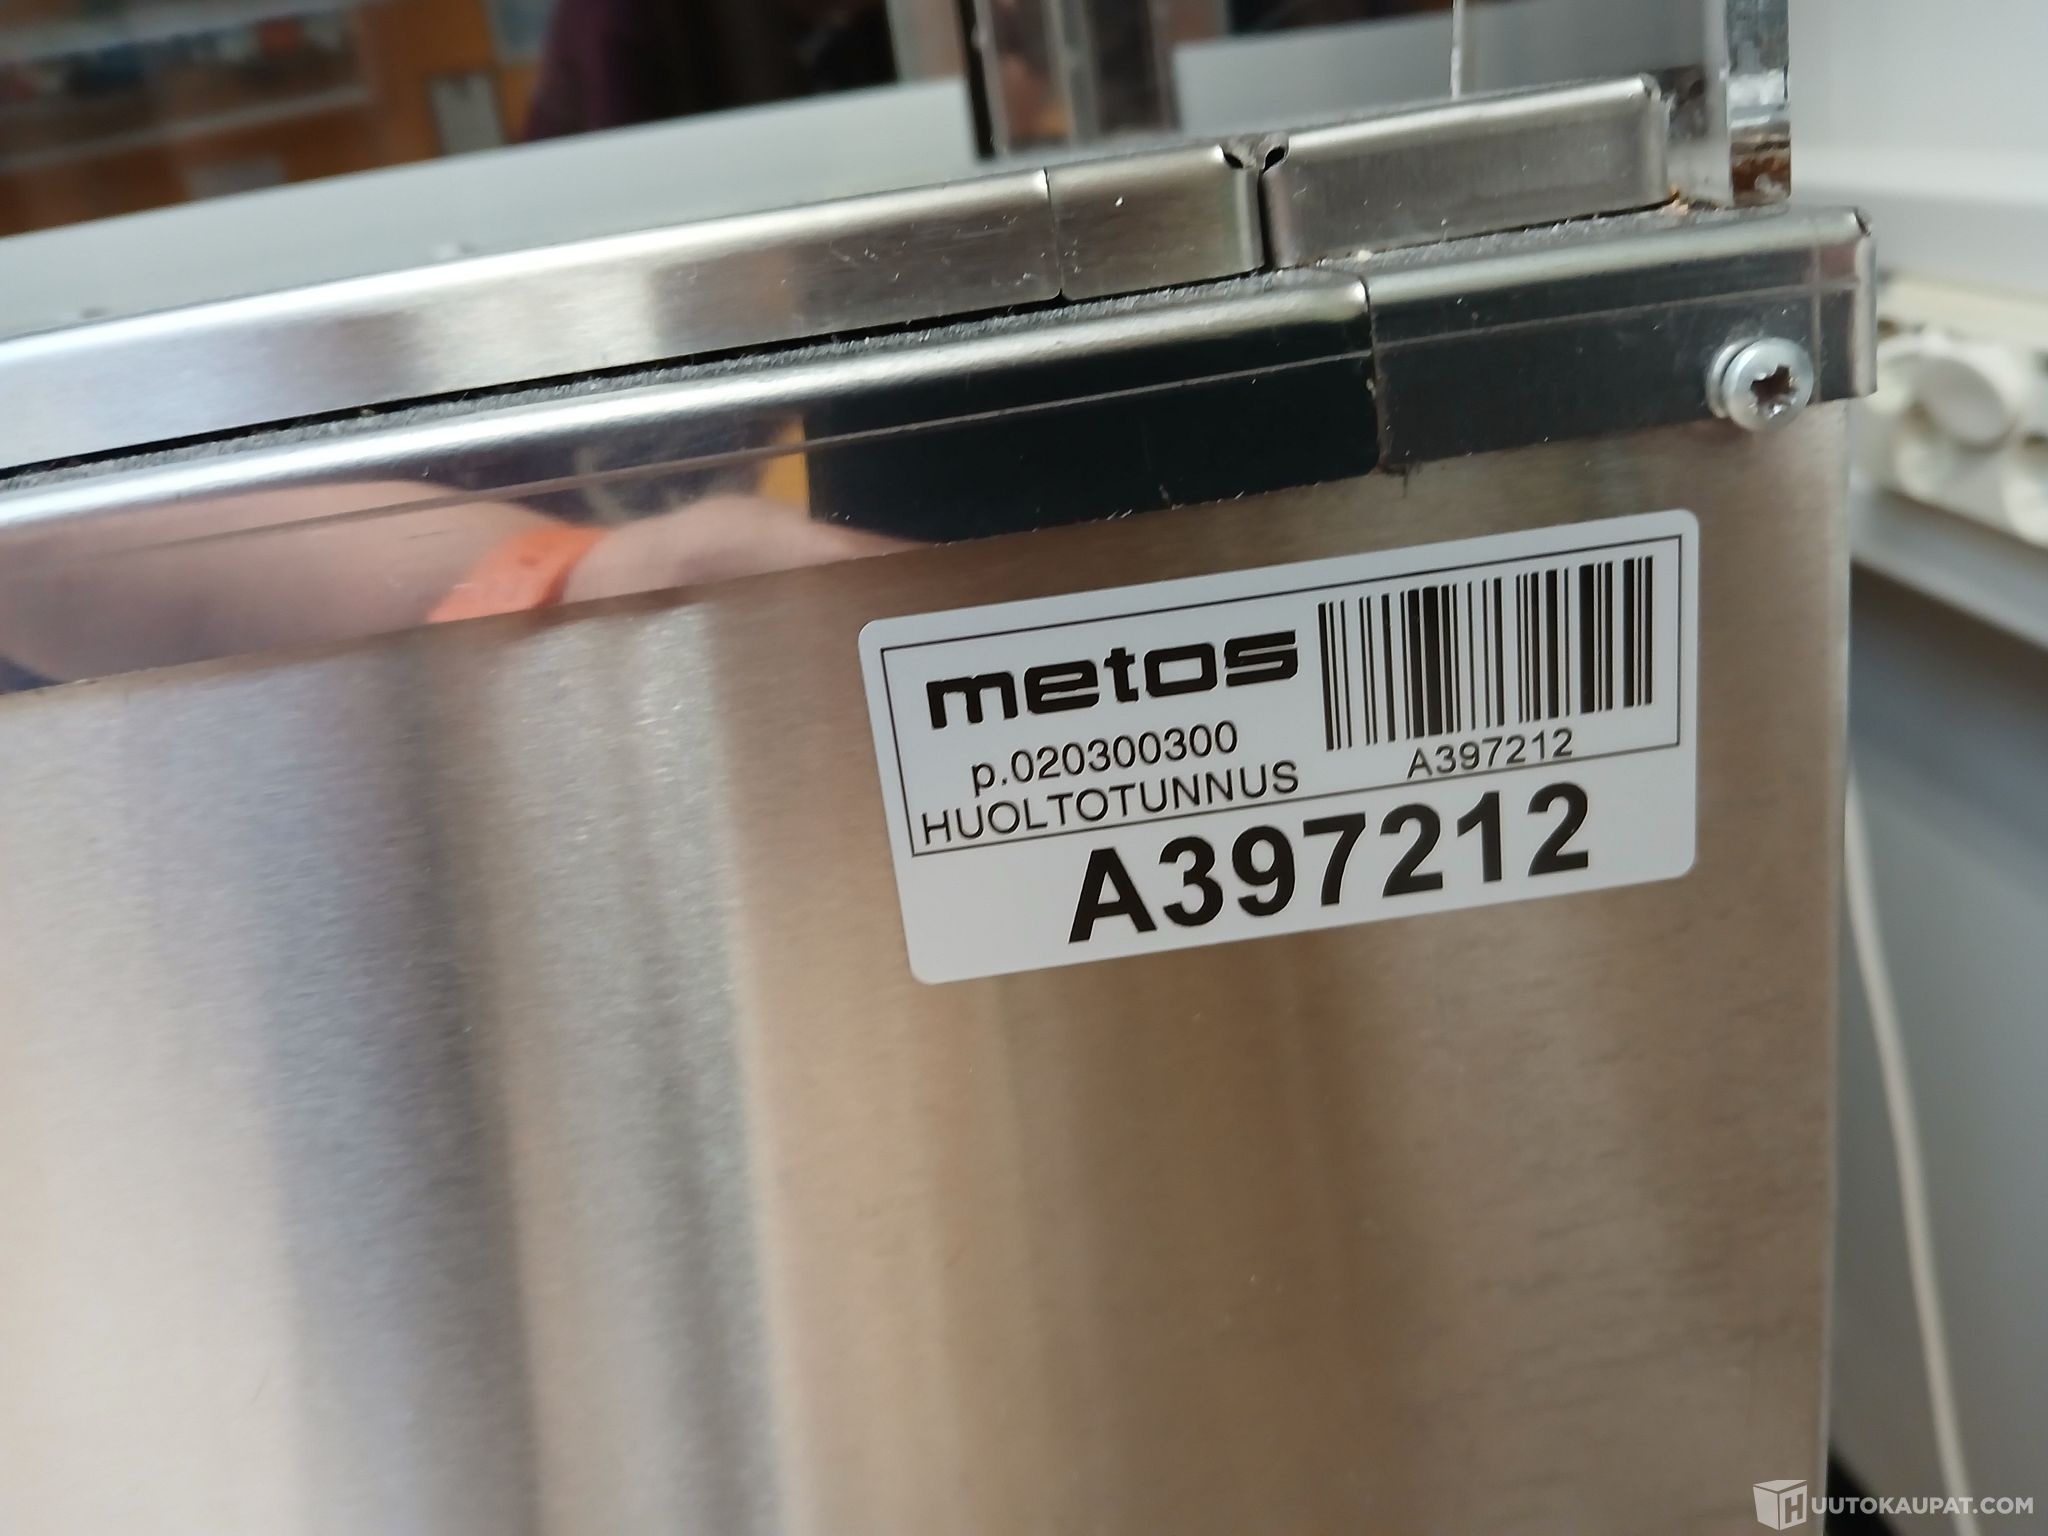 metos
p.020300300
HUOLTOTUNNUS
A397212
A397212
HUUTOKAUPAT.COM